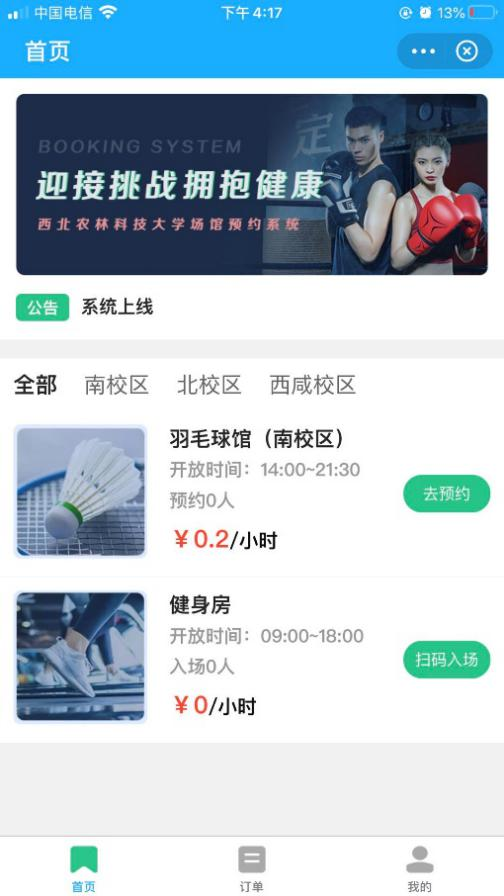 中国电信 下午4:17 13%
首页
定
BOOKING SYSTEM
迎接挑战拥抱健康
西北农林科技大学场馆预约系统
公告 系统上线
全部 南校区 北校区 西咸校区
羽毛球馆（南校区）
开放时间：14:00~21:30
去预约
预约0人
￥0.2/小时
健身房
开放时间：09:00~18:00
扫码入场
入场0人
￥0/小时
首页 订单 我的